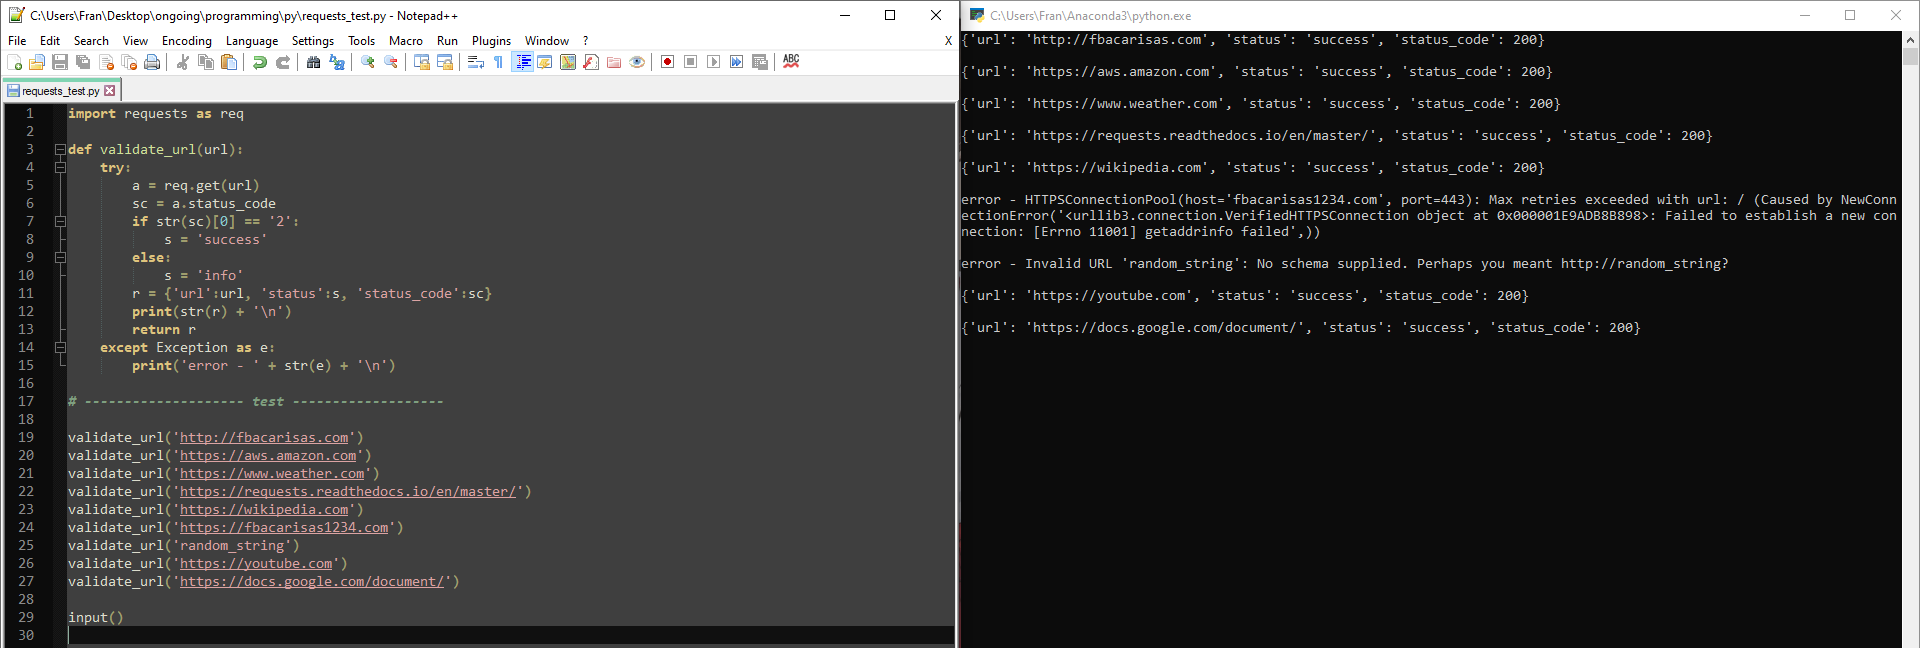 C:\Users\Fran\Desktop\ongoing\programming\py\requests_test.py - Notepad++
File Edit Search View Encoding Language Settings Tools Macro Run Plugins Window ? X
ABC
requests_test.py
1 import requests as req
2
3 def validate_url(url):
4 try:
5 a = req.get(url)
6 sc = a.status_code
7 if str(sc)[0] == '2':
8 s = 'success'
9 else:
10 s = 'info'
11 r = {'url':url, 'status':s, 'status_code':sc}
12 print(str(r) + '\n')
13 return r
14 except Exception as e:
15 print('error - ' + str(e) + '\n')
16
17 # -------------------- test -------------------
18
19 validate_url('http://fbacarisas.com')
20 validate_url('https://aws.amazon.com')
21 validate_url('https://www.weather.com')
22 validate_url('https://requests.readthedocs.io/en/master/')
23 validate_url('https://wikipedia.com')
24 validate_url('https://fbacarisas1234.com')
25 validate_url('random_string')
26 validate_url('https://youtube.com')
27 validate_url('https://docs.google.com/document/')
28
29 input()
30
C:\Users\Fran\Anaconda3\python.exe
{'url': 'http://fbacarisas.com', 'status': 'success', 'status_code': 200}
{'url': 'https://aws.amazon.com', 'status': 'success', 'status_code': 200}
{'url': 'https://www.weather.com', 'status': 'success', 'status_code': 200}
{'url': 'https://requests.readthedocs.io/en/master/', 'status': 'success', 'status_code': 200}
{'url': 'https://wikipedia.com', 'status': 'success', 'status_code': 200}
error - HTTPSConnectionPool(host='fbacarisas1234.com', port=443): Max retries exceeded with url: / (Caused by NewConn
ectionError('<urllib3.connection.VerifiedHTTPSConnection object at 0x000001E9ADB8B898>: Failed to establish a new con
nection: [Errno 11001] getaddrinfo failed',))
error - Invalid URL 'random_string': No schema supplied. Perhaps you meant http://random_string?
{'url': 'https://youtube.com', 'status': 'success', 'status_code': 200}
{'url': 'https://docs.google.com/document/', 'status': 'success', 'status_code': 200}